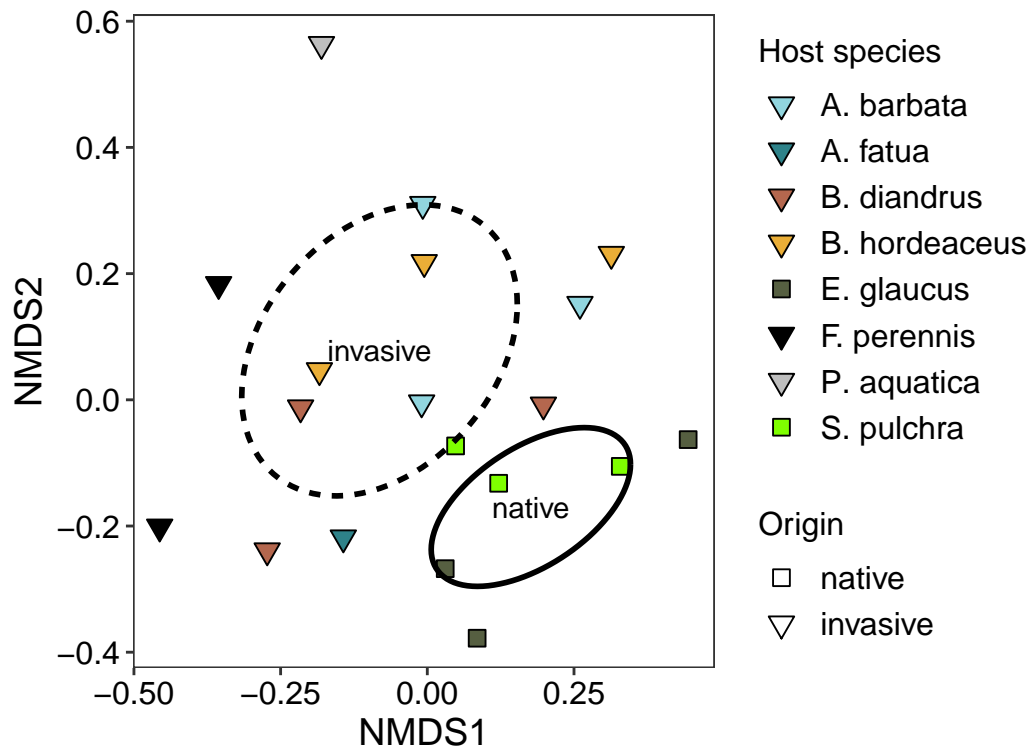 0.6
0.4
0.2
0.0
−0.2
−0.4
NMDS2
invasive
native
−0.50
−0.25
0.00
0.25
NMDS1
Host species
A. barbata
A. fatua
B. diandrus
B. hordeaceus
E. glaucus
F. perennis
P. aquatica
S. pulchra
Origin
native
invasive